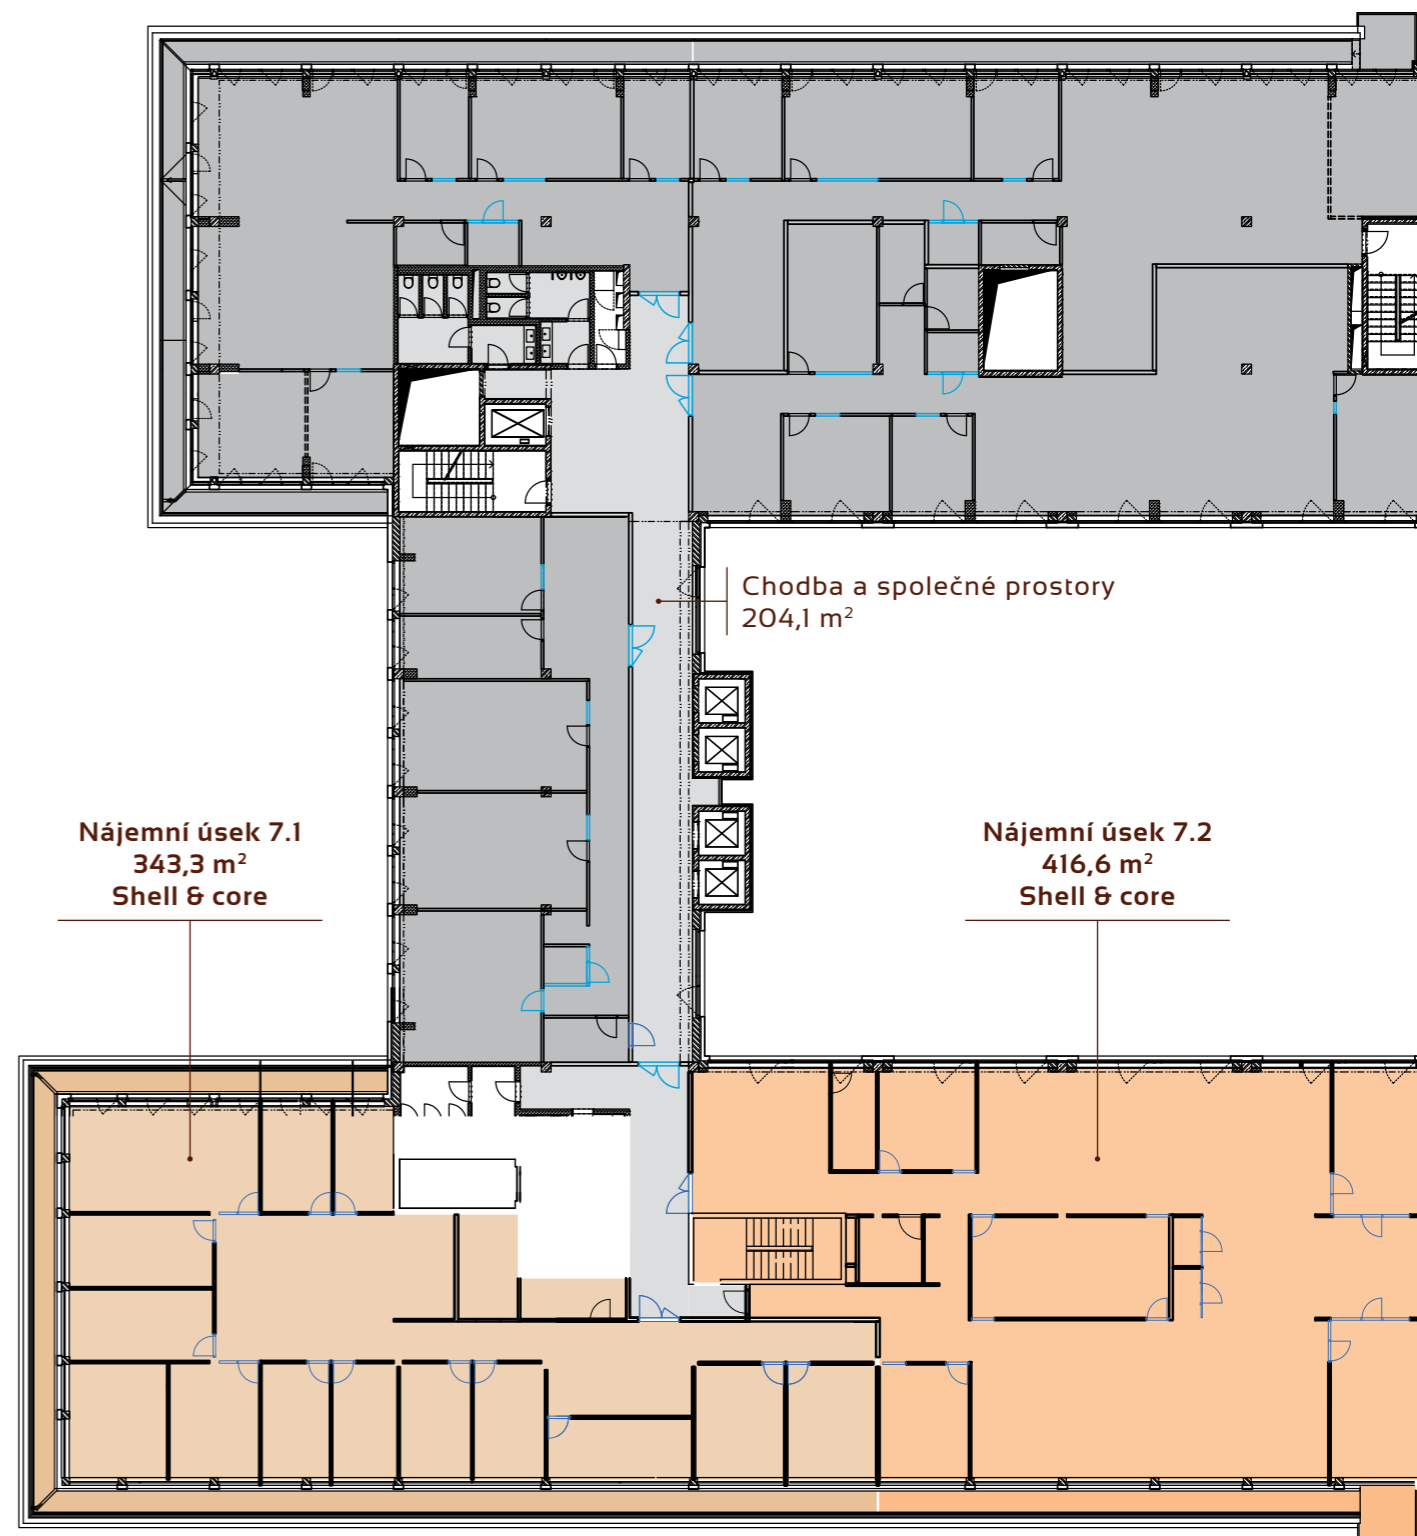 Chodba a společné prostory
204,1 m²
Nájemní úsek 7.1
343,3 m²
Shell & core
Nájemní úsek 7.2
416,6 m²
Shell & core